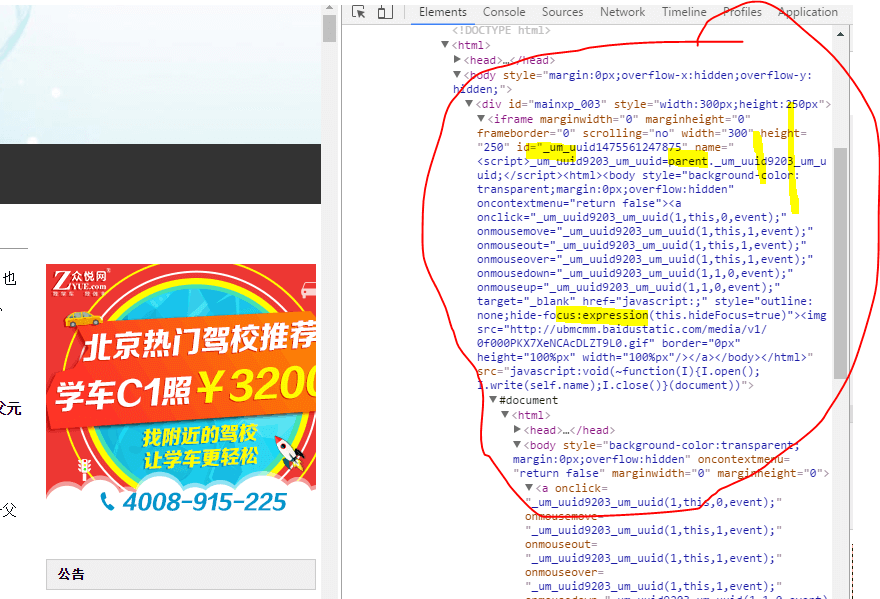 Elements Console Sources Network Timeline Profiles Application
<!DOCTYPE html>
▼<html>
▶<head>…</head>
▼<body style="margin:0px;overflow-x:hidden;overflow-y:
hidden;">
▼<div id="mainxp_003" style="width:300px;height:250px">
▼<iframe marginwidth="0" marginheight="0"
frameborder="0" scrolling="no" width="300" height=
"250" id="_um_uuid1475561247875" name="
<script>_um_uuid9203_um_uuid=parent._um_uuid9203_um_u
uid;</script><html><body style="background-color:
transparent;margin:0px;overflow:hidden"
oncontextmenu="return false"><a
onclick="_um_uuid9203_um_uuid(1,this,0,event);"
onmousemove="_um_uuid9203_um_uuid(1,this,1,event);"
onmouseout="_um_uuid9203_um_uuid(1,this,1,event);"
onmouseover="_um_uuid9203_um_uuid(1,this,1,event);"
onmousedown="_um_uuid9203_um_uuid(1,1,0,event);"
onmouseup="_um_uuid9203_um_uuid(1,1,0,event);"
target="_blank" href="javascript:;" style="outline:
none;hide-focus:expression(this.hideFocus=true)"><img
src="http://ubmcmm.baidustatic.com/media/v1/
0f000PKX7XeNCAcDLZT9L0.gif" border="0px"
height="100%px" width="100%px"/></a></body></html>"
src="javascript:void(~function(I){I.open();
I.write(self.name);I.close()}(document))">
▼#document
▼<html>
▶<head>…</head>
▼<body style="background-color:transparent;
margin:0px;overflow:hidden" oncontextmenu=
"return false" marginwidth="0" marginheight="0">
▼<a onclick=
"_um_uuid9203_um_uuid(1,this,0,event);"
onmousemove=
"_um_uuid9203_um_uuid(1,this,1,event);"
onmouseout=
"_um_uuid9203_um_uuid(1,this,1,event);"
onmouseover=
"_um_uuid9203_um_uuid(1,this,1,event);"
也
、
父元
父
众悦网
ZYUE.com
北京热门驾校推荐
学车C1照￥3200
找附近的驾校
让学车更轻松
4008-915-225
公告